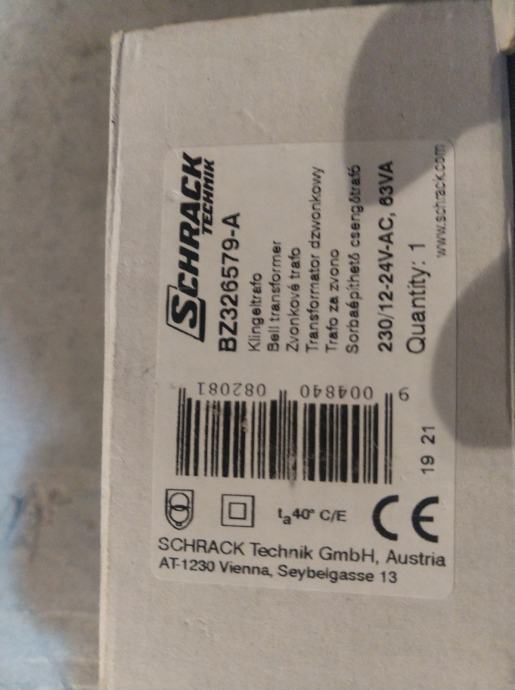 SCHRACK
TECHNIK
BZ326579-A
Klingeltrafo
Bell transformer
Zvonkové trafo
Transformator dzwonkowy
Trafo za zvono
Sorbaépíthető csengőtrafó
230/12-24V-AC, 63VA
Quantity: 1
www.schrack.com
9 004840 082081
19 21
ta40° C/E
CE
SCHRACK Technik GmbH, Austria
AT-1230 Vienna, Seybelgasse 13